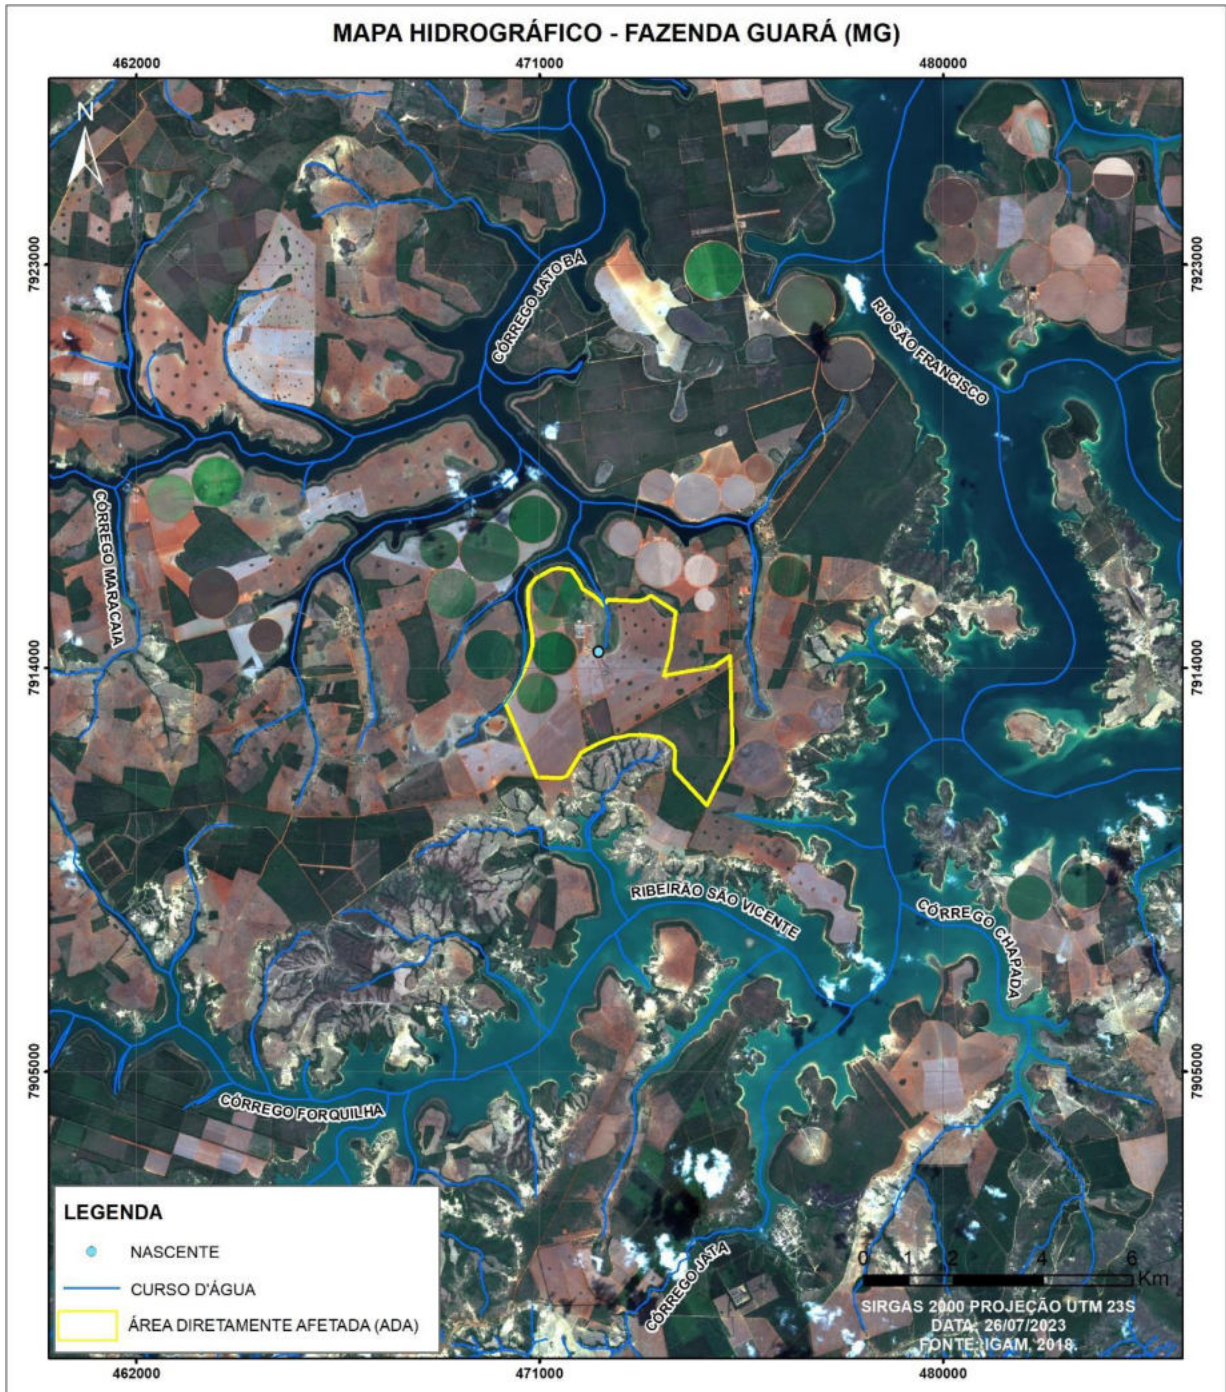 MAPA HIDROGRÁFICO - FAZENDA GUARÁ (MG)
462000
471000
480000
N
7923000
7923000
CÓRREGO JATOBÁ
RIO SÃO FRANCISCO
CÓRREGO MARACAIA
7914000
7914000
RIBEIRÃO SÃO VICENTE
CÓRREGO CHAPADA
7905000
7905000
CÓRREGO FORQUILHA
CÓRREGO JATA
LEGENDA
NASCENTE
CURSO D'ÁGUA
ÁREA DIRETAMENTE AFETADA (ADA)
0 1 2 4 6
Km
SIRGAS 2000 PROJEÇÃO UTM 23S
DATA: 26/07/2023
FONTE: IGAM, 2018.
462000
471000
480000